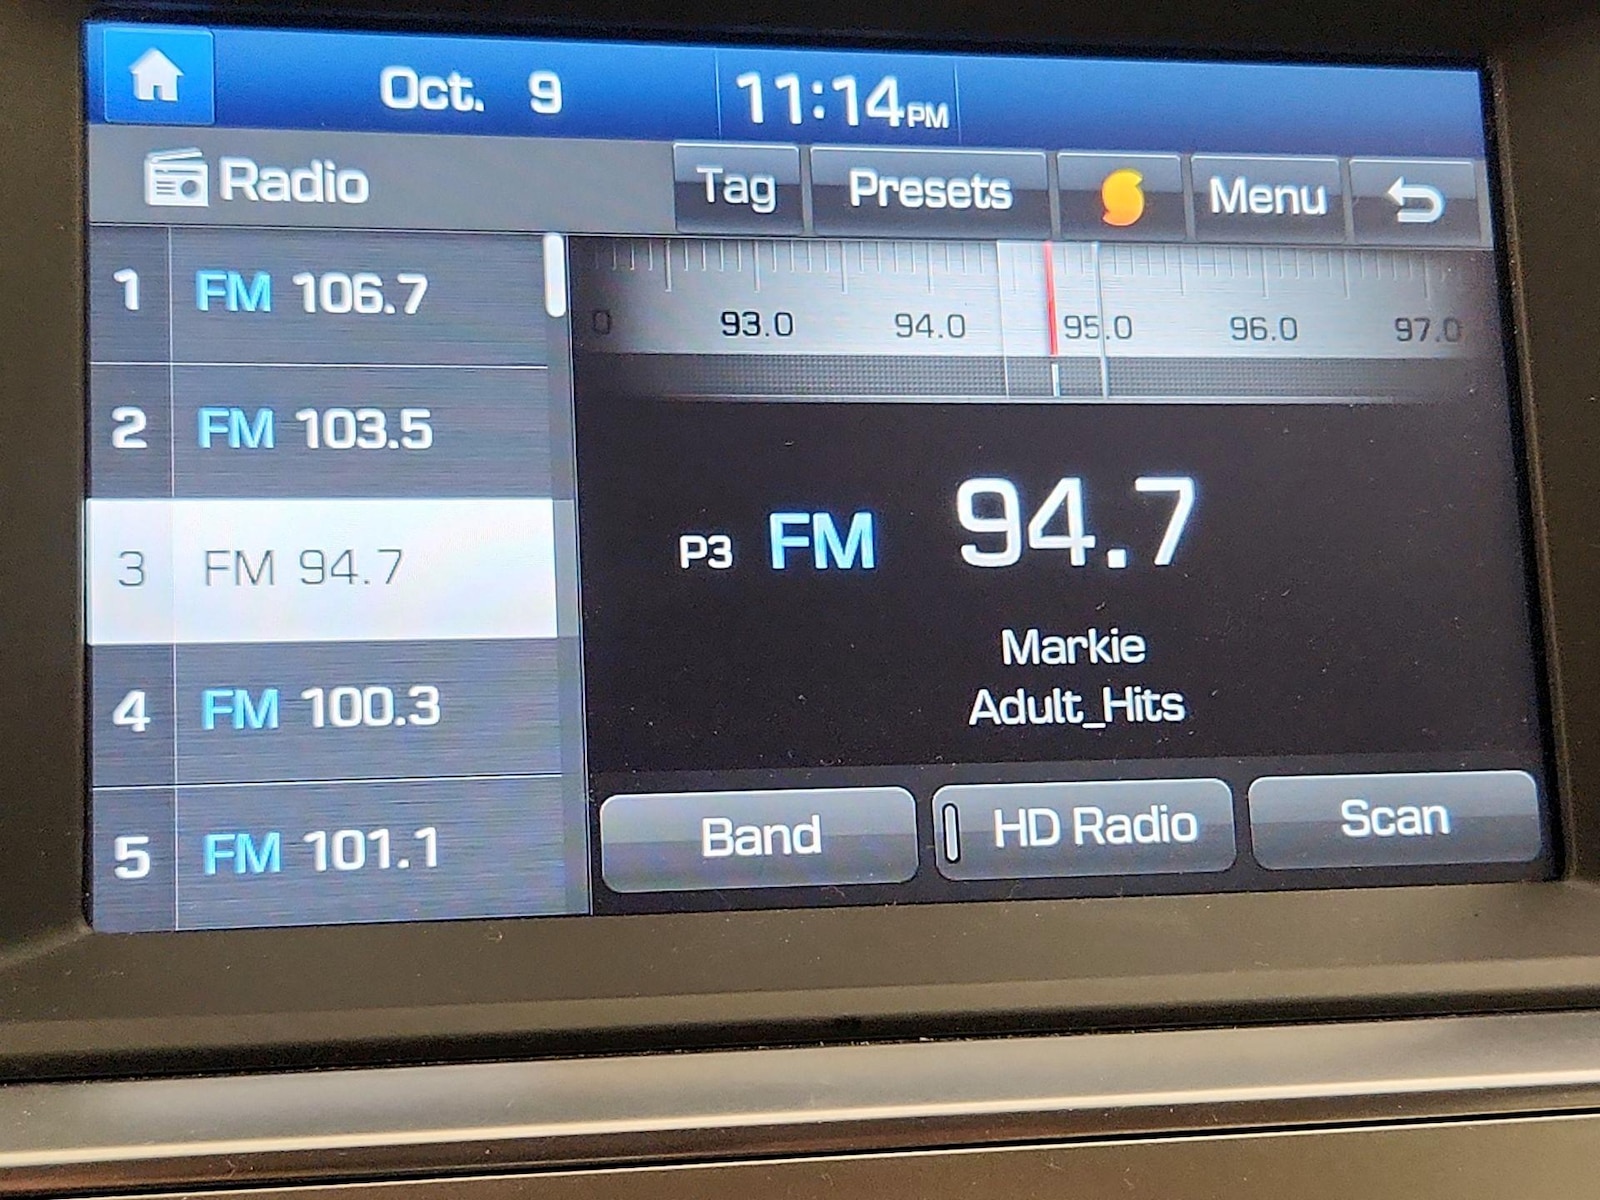 Oct. 9 11:14PM
Radio Tag Presets Menu
1 FM 106.7
2 FM 103.5
3 FM 94.7
4 FM 100.3
5 FM 101.1
0 93.0 94.0 95.0 96.0 97.0
P3 FM 94.7
Markie
Adult_Hits
Band HD Radio Scan